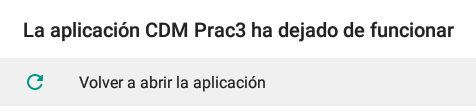 La aplicación CDM Prac3 ha dejado de funcionar
Volver a abrir la aplicación